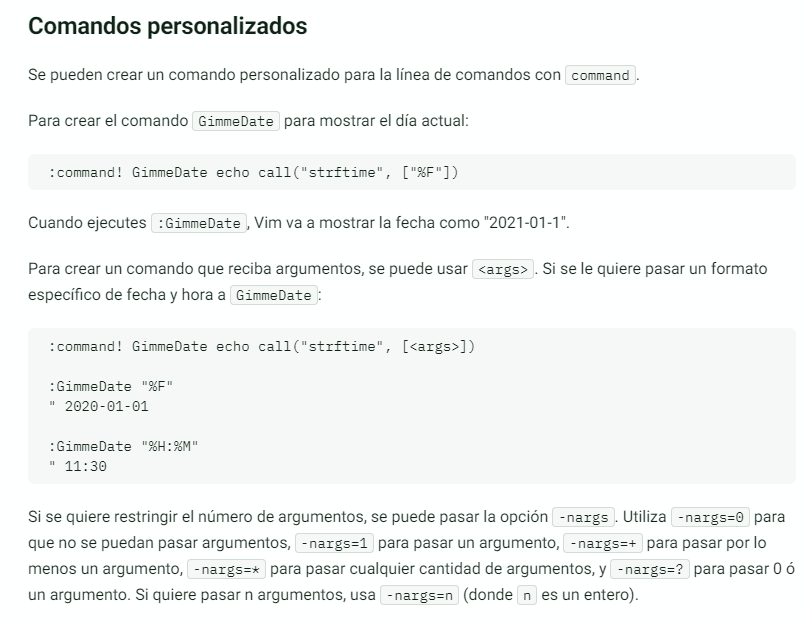 Comandos personalizados
Se pueden crear un comando personalizado para la línea de comandos con command.
Para crear el comando GimmeDate para mostrar el día actual:
:command! GimmeDate echo call("strftime", ["%F"])
Cuando ejecutes :GimmeDate, Vim va a mostrar la fecha como "2021-01-1".
Para crear un comando que reciba argumentos, se puede usar <args>. Si se le quiere pasar un formato
específico de fecha y hora a GimmeDate:
:command! GimmeDate echo call("strftime", [<args>])
:GimmeDate "%F"
" 2020-01-01
:GimmeDate "%H:%M"
" 11:30
Si se quiere restringir el número de argumentos, se puede pasar la opción -nargs. Utiliza -nargs=0 para
que no se puedan pasar argumentos, -nargs=1 para pasar un argumento, -nargs=+ para pasar por lo
menos un argumento, -nargs=* para pasar cualquier cantidad de argumentos, y -nargs=? para pasar 0 ó
un argumento. Si quiere pasar n argumentos, usa -nargs=n (donde n es un entero).